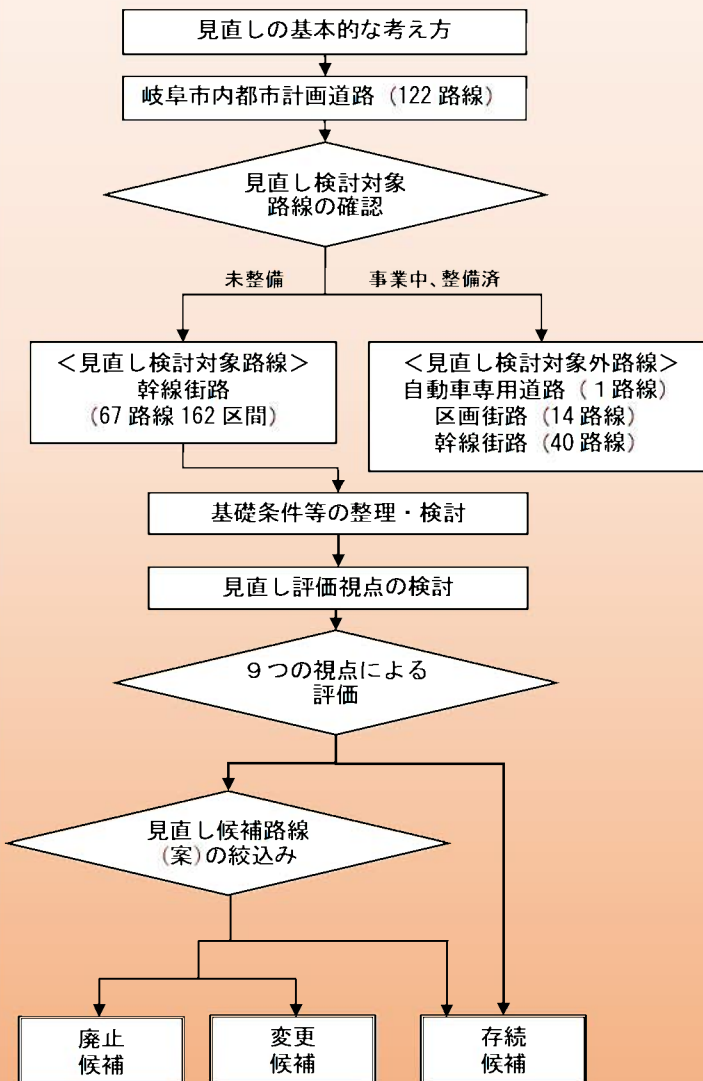 見直しの基本的な考え方
岐阜市内都市計画道路（122 路線）
見直し検討対象
路線の確認
未整備
事業中、整備済
＜見直し検討対象路線＞
幹線街路
（67 路線 162 区間）
＜見直し検討対象外路線＞
自動車専用道路（１路線）
区画街路（14 路線）
幹線街路（40 路線）
基礎条件等の整理・検討
見直し評価視点の検討
９つの視点による
評価
見直し候補路線
（案）の絞込み
廃止
候補
変更
候補
存続
候補